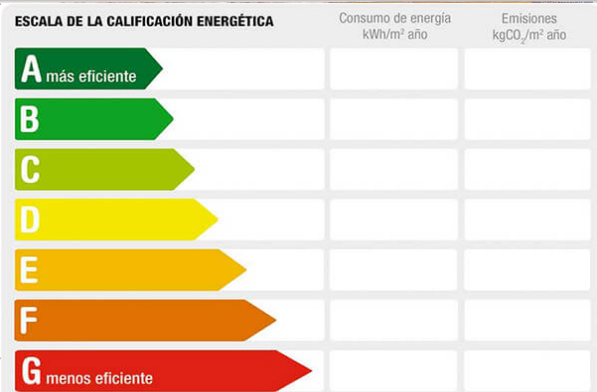 ESCALA DE LA CALIFICACIÓN ENERGÉTICA
Consumo de energía
kWh/m² año
Emisiones
kgCO₂/m² año
A más eficiente
B
C
D
E
F
G menos eficiente